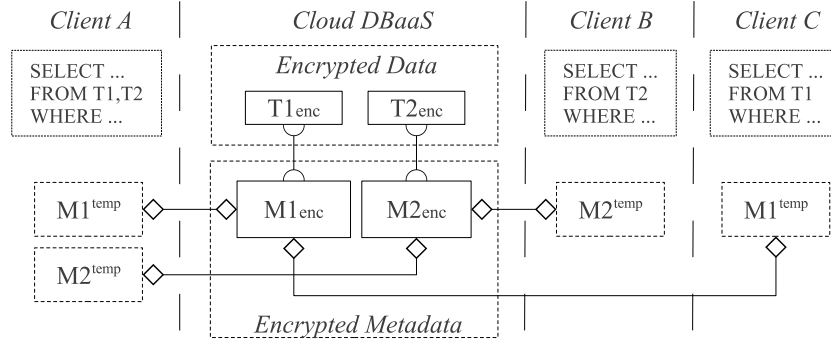 Client A
Cloud DBaaS
Client B
Client C
Encrypted Data
SELECT ...
FROM T1,T2
WHERE ...
SELECT ...
FROM T2
WHERE ...
SELECT ...
FROM T1
WHERE ...
T1enc
T2enc
M1temp
M1enc
M2enc
M2temp
M1temp
M2temp
Encrypted Metadata